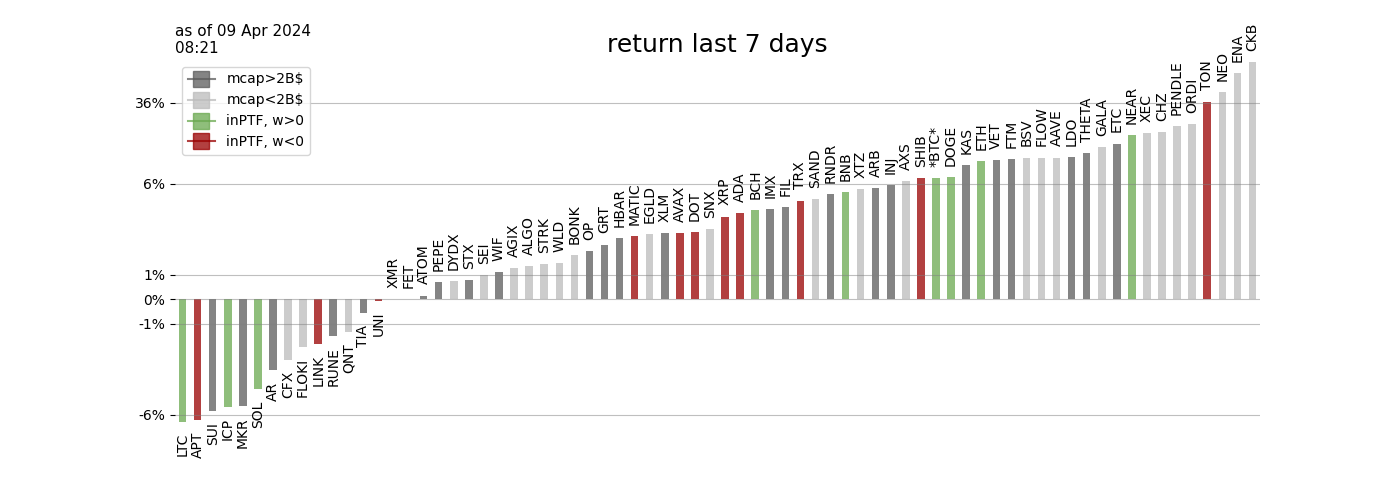 as of 09 Apr 2024
08:21
return last 7 days
mcap>2B$
mcap<2B$
inPTF, w>0
inPTF, w<0
36%
6%
1%
0%
-1%
-6%
LTC
APT
SUI
ICP
MKR
SOL
AR
CFX
FLOKI
LINK
RUNE
QNT
TIA
UNI
XMR
FET
ATOM
PEPE
DYDX
STX
SEI
WIF
AGIX
ALGO
STRK
WLD
BONK
OP
GRT
HBAR
MATIC
EGLD
XLM
AVAX
DOT
SNX
XRP
ADA
BCH
IMX
FIL
TRX
SAND
RNDR
BNB
XTZ
ARB
INJ
AXS
SHIB
*BTC*
DOGE
KAS
ETH
VET
FTM
BSV
FLOW
AAVE
LDO
THETA
GALA
ETC
NEAR
XEC
CHZ
PENDLE
ORDI
TON
NEO
ENA
CKB